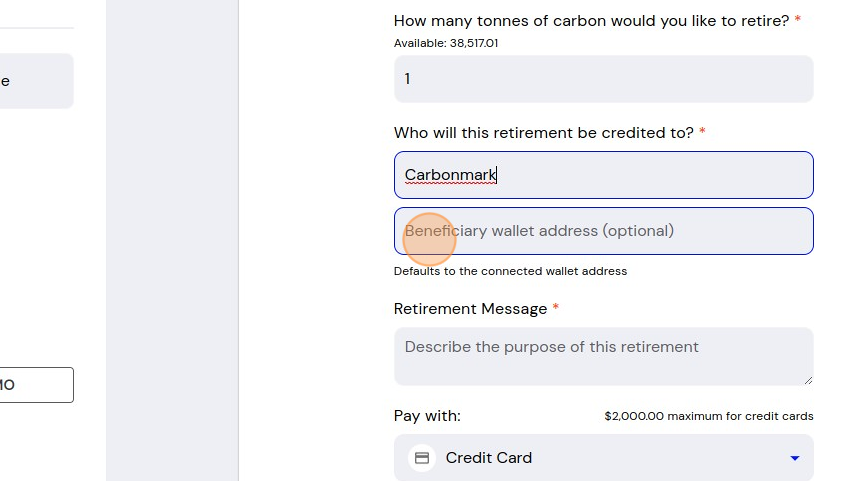 How many tonnes of carbon would you like to retire? *
Available: 38,517.01
e
1
Who will this retirement be credited to? *
Carbonmark
Beneficiary wallet address (optional)
Defaults to the connected wallet address
Retirement Message *
Describe the purpose of this retirement
MO
Pay with:
$2,000.00 maximum for credit cards
Credit Card